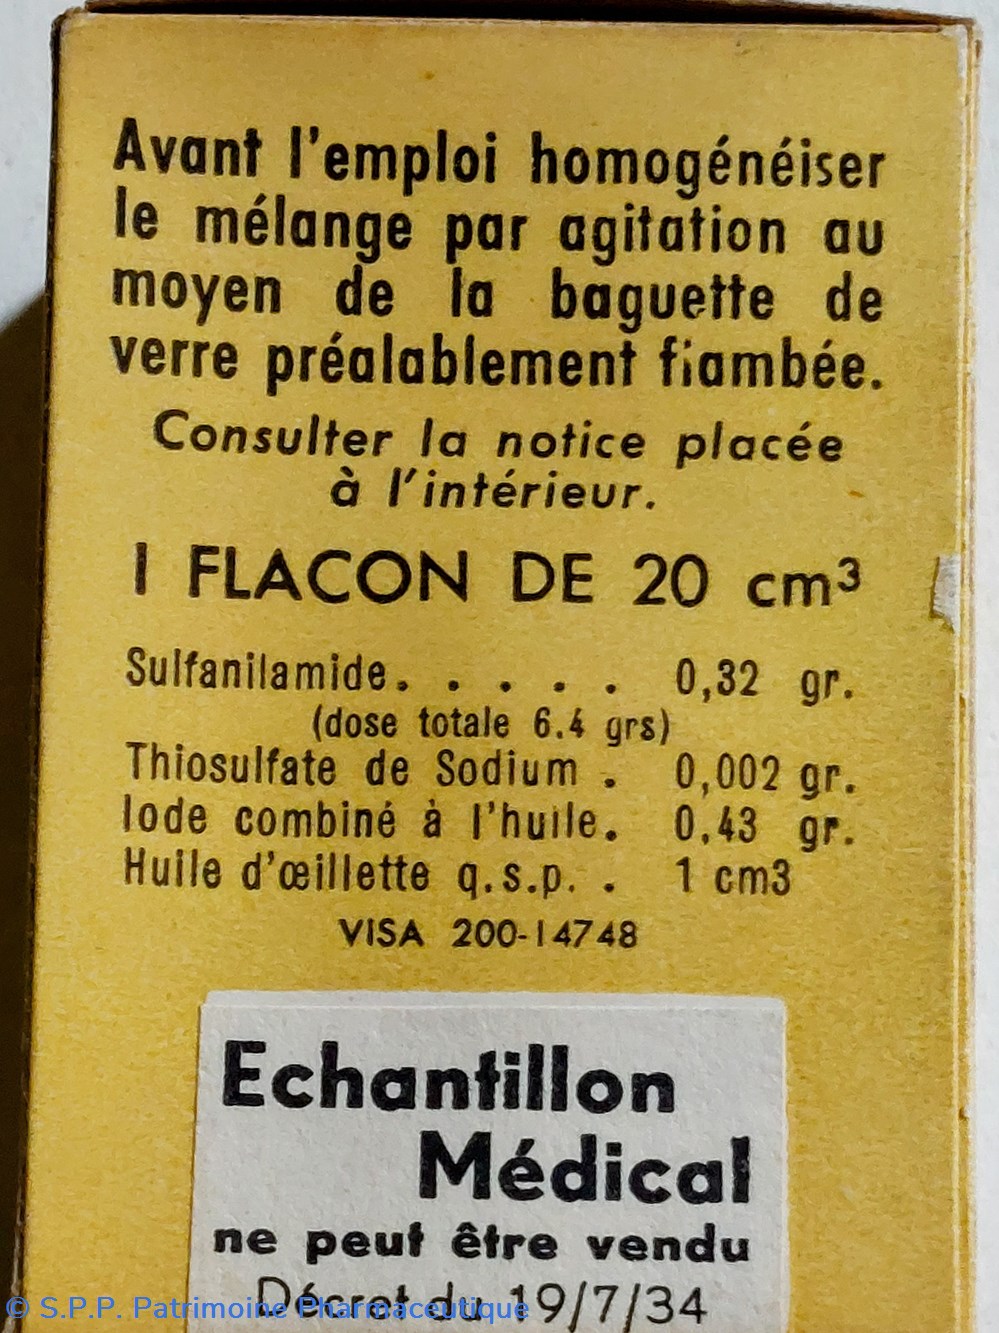 Avant l'emploi homogénéiser
le mélange par agitation au
moyen de la baguette de
verre préalablement flambée.
Consulter la notice placée
à l'intérieur.
1 FLACON DE 20 cm³
Sulfanilamide. . . . . . 0,32 gr.
(dose totale 6.4 grs)
Thiosulfate de Sodium . 0,002 gr.
Iode combiné à l'huile. 0,43 gr.
Huile d'œillette q.s.p. . 1 cm3
VISA 200-14748
Echantillon
Médical
ne peut être vendu
Décret du 19/7/34
© S.P.P. Patrimoine Pharmaceutique